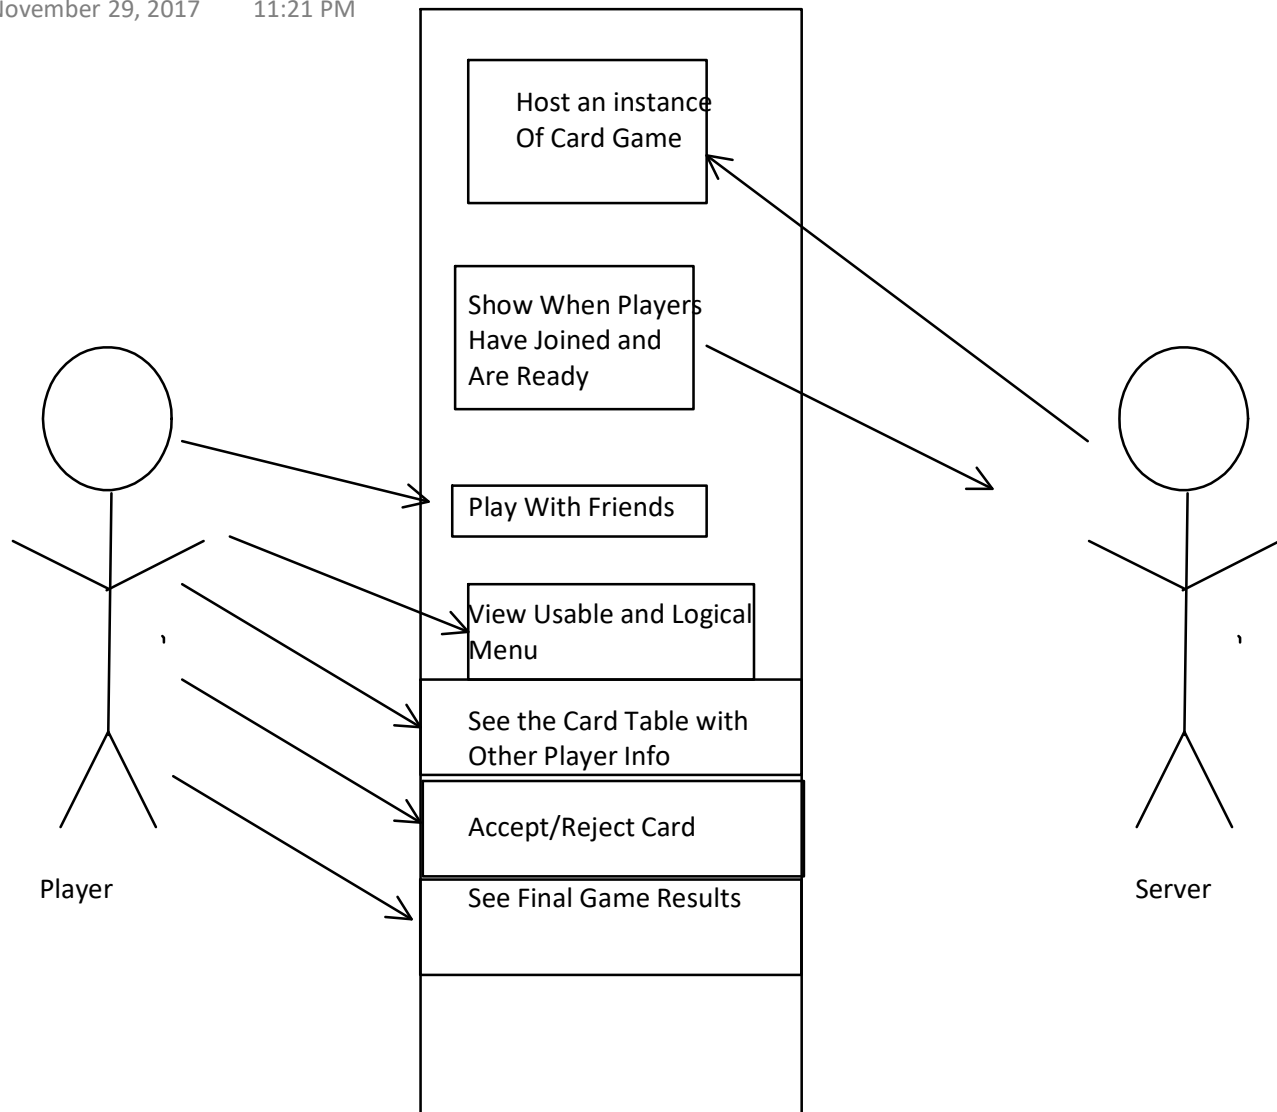 November 29, 2017 11:21 PM
Host an instance
Of Card Game
Show When Players
Have Joined and
Are Ready
Play With Friends
View Usable and Logical
Menu
See the Card Table with
Other Player Info
Accept/Reject Card
See Final Game Results
Player
Server